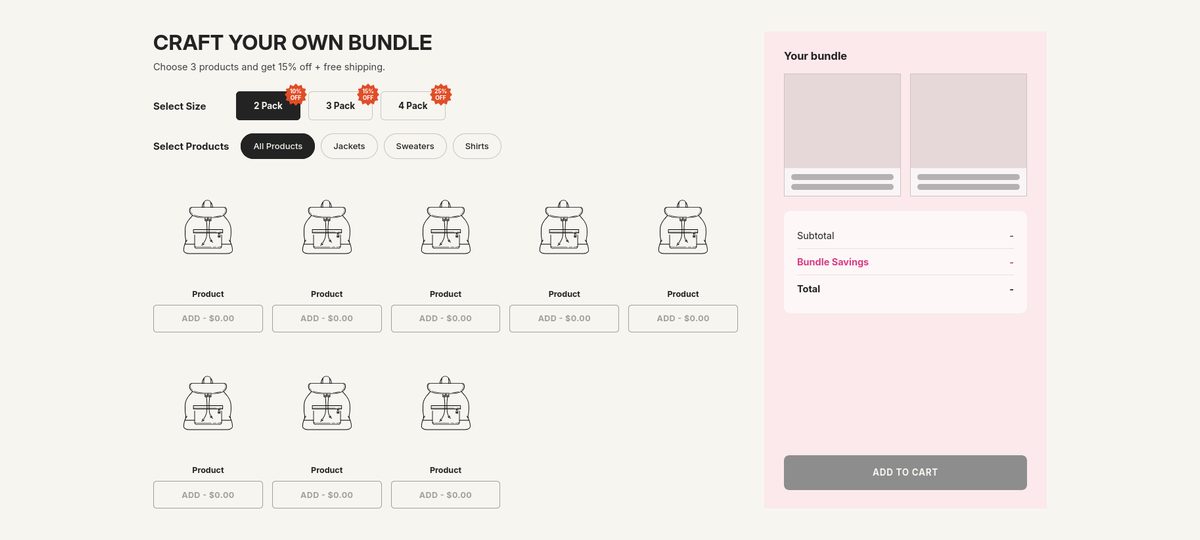 CRAFT YOUR OWN BUNDLE
Choose 3 products and get 15% off + free shipping.
Select Size
2 Pack
10% OFF
3 Pack
15% OFF
4 Pack
25% OFF
Select Products
All Products
Jackets
Sweaters
Shirts
Product
Product
Product
Product
Product
ADD - $0.00
ADD - $0.00
ADD - $0.00
ADD - $0.00
ADD - $0.00
Product
Product
Product
ADD - $0.00
ADD - $0.00
ADD - $0.00
Your bundle
Subtotal -
Bundle Savings -
Total -
ADD TO CART